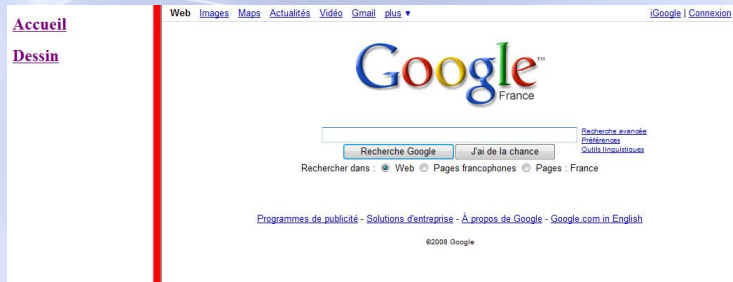 Accueil
Dessin
Web Images Maps Actualités Vidéo Gmail plus ▼ iGoogle | Connexion
Google™
France
Recherche avancée
Préférences
Outils linguistiques
Recherche Google J'ai de la chance
Rechercher dans : Web Pages francophones Pages : France
Programmes de publicité - Solutions d'entreprise - À propos de Google - Google.com in English
©2008 Google